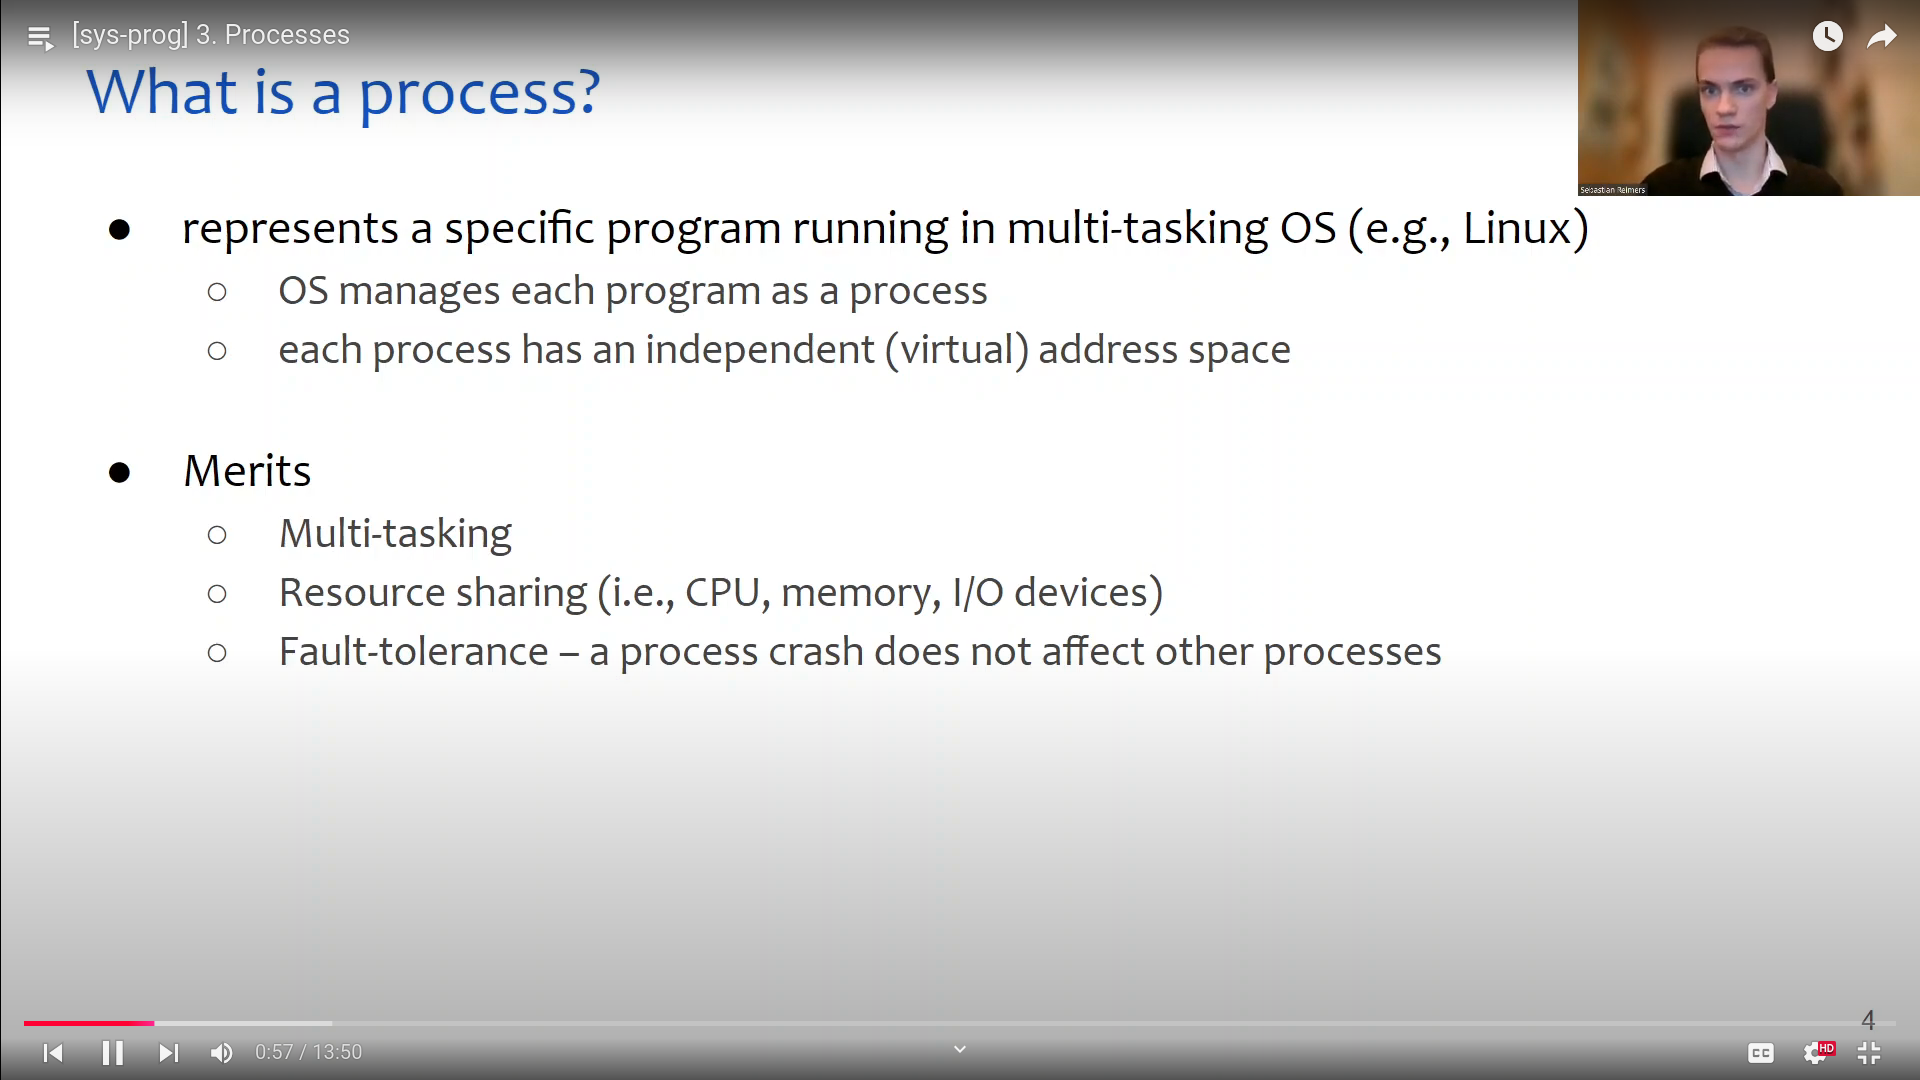 [sys-prog] 3. Processes
What is a process?
Sebastian Reimers
● represents a specific program running in multi-tasking OS (e.g., Linux)
○ OS manages each program as a process
○ each process has an independent (virtual) address space
● Merits
○ Multi-tasking
○ Resource sharing (i.e., CPU, memory, I/O devices)
○ Fault-tolerance – a process crash does not affect other processes
4
0:57 / 13:50
CC
HD